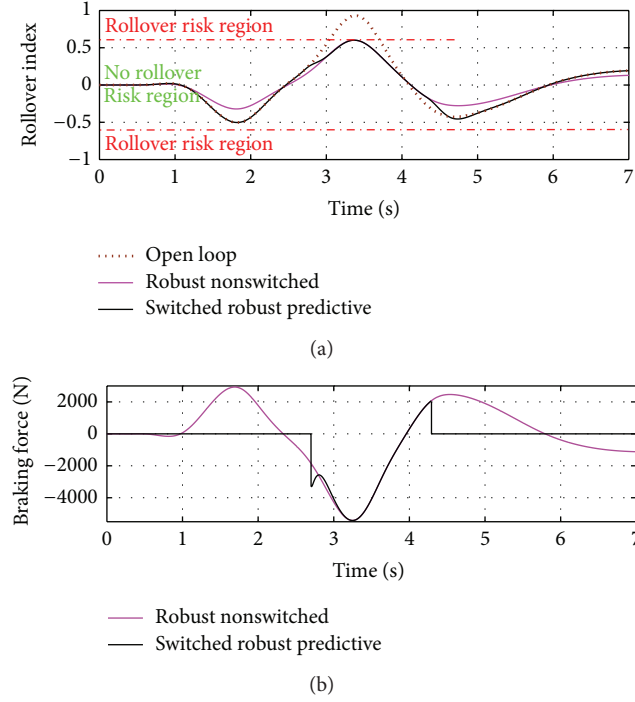 Rollover risk region
No rollover
Risk region
Rollover risk region
Rollover index
1
0.5
0
−0.5
−1
0 1 2 3 4 5 6 7
Time (s)
Open loop
Robust nonswitched
Switched robust predictive
(a)
Braking force (N)
2000
0
−2000
−4000
0 1 2 3 4 5 6 7
Time (s)
Robust nonswitched
Switched robust predictive
(b)